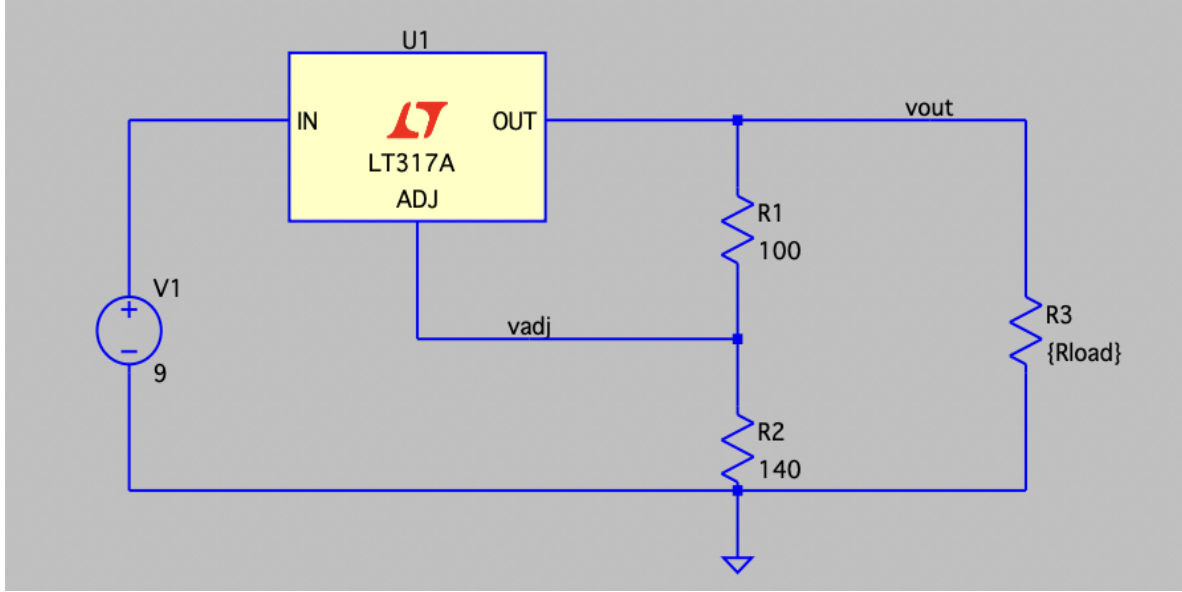 U1
IN
OUT
LT317A
ADJ
vout
R1
100
V1
9
vadj
R3
{Rload}
R2
140